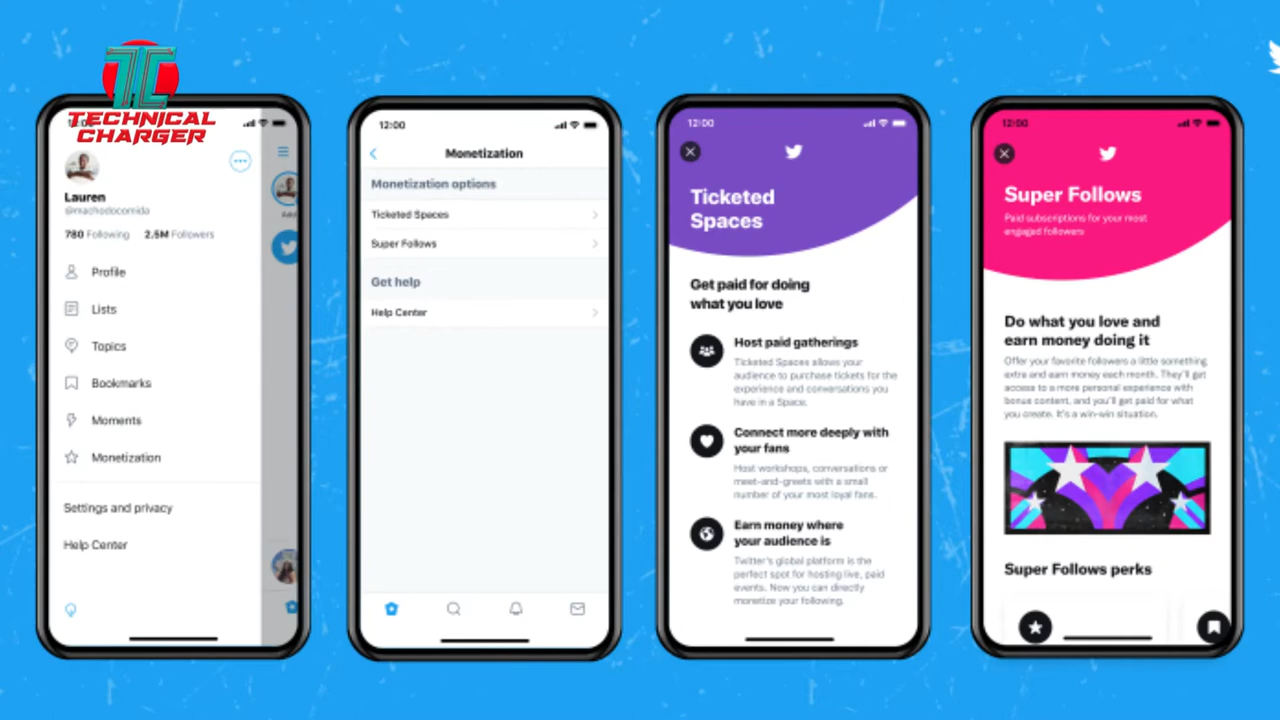 TECHNICAL
CHARGER
Lauren
@machodocomida
780 Following 2.5M Followers
Profile
Lists
Topics
Bookmarks
Moments
Monetization
Settings and privacy
Help Center
12:00
Monetization
Monetization options
Ticketed Spaces
Super Follows
Get help
Help Center
12:00
Ticketed
Spaces
Get paid for doing
what you love
Host paid gatherings
Ticketed Spaces allows your
audience to purchase tickets for the
experience and conversations you
have in a Space.
Connect more deeply with
your fans
Host workshops, conversations or
meet-and-greets with a small
number of your most loyal fans.
Earn money where
your audience is
Twitter's global platform is the
perfect spot for hosting live, paid
events. Now you can directly
monetize your following.
12:00
Super Follows
Paid subscriptions for your most
engaged followers
Do what you love and
earn money doing it
Offer your favorite followers a little something
extra and earn money each month. They'll get
access to a more personal experience with
bonus content, and you'll get paid for what
you create. It's a win-win situation.
Super Follows perks